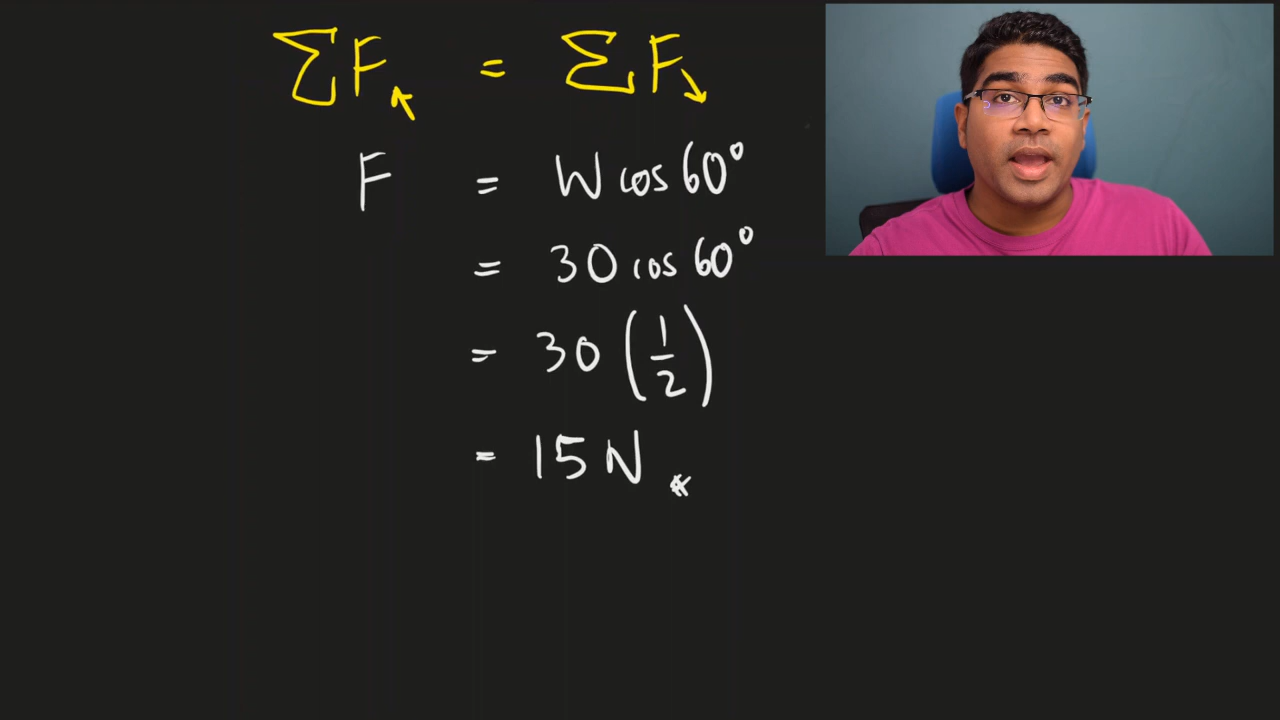 ΣF↖ = ΣF↘
F = W cos 60°
= 30 cos 60°
= 30 (1/2)
= 15 N *